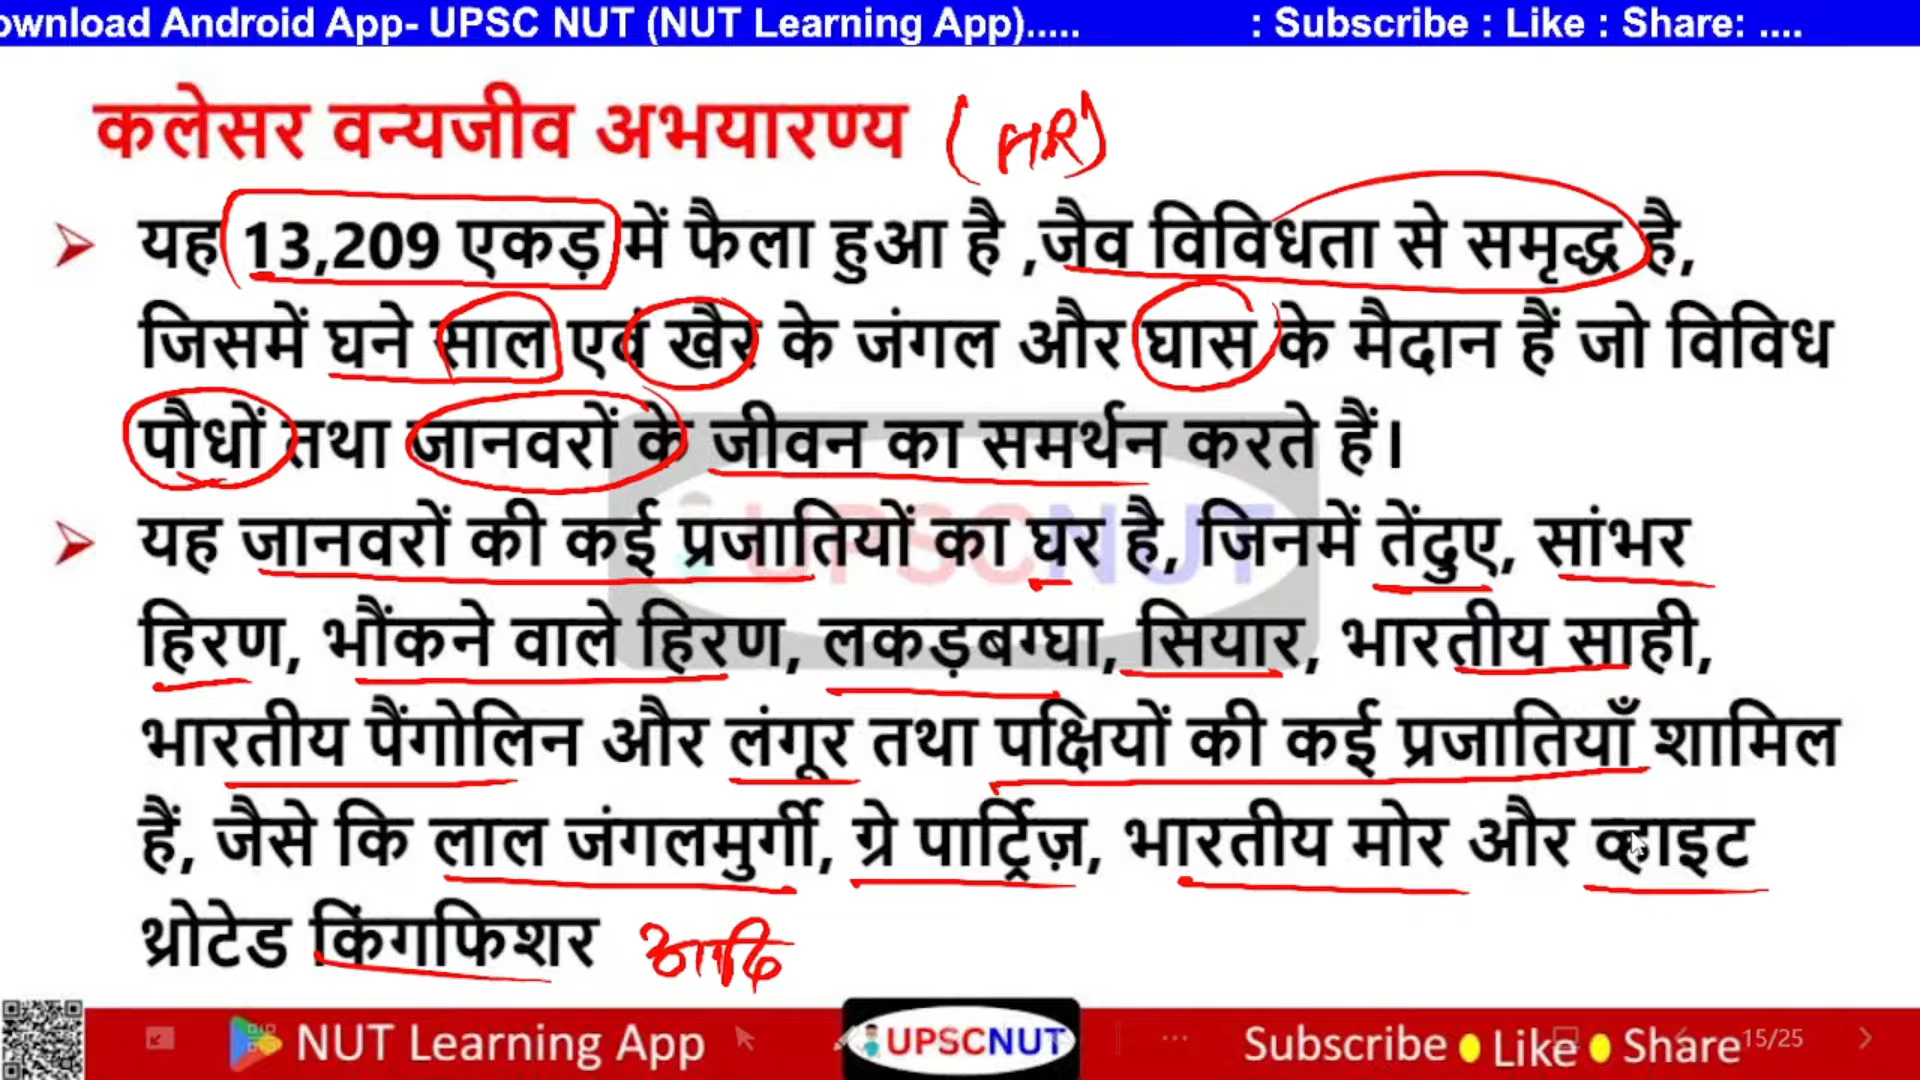 ownload Android App- UPSC NUT (NUT Learning App)..... : Subscribe : Like : Share: ....
कलेसर वन्यजीव अभयारण्य (HR)
यह 13,209 एकड़ में फैला हुआ है ,जैव विविधता से समृद्ध है,
जिसमें घने साल एवं खैर के जंगल और घास के मैदान हैं जो विविध
पौधों तथा जानवरों के जीवन का समर्थन करते हैं।
यह जानवरों की कई प्रजातियों का घर है, जिनमें तेंदुए, सांभर
हिरण, भौंकने वाले हिरण, लकड़बग्घा, सियार, भारतीय साही,
भारतीय पैंगोलिन और लंगूर तथा पक्षियों की कई प्रजातियाँ शामिल
हैं, जैसे कि लाल जंगलमुर्गी, ग्रे पार्ट्रिज़, भारतीय मोर और व्हाइट
थ्रोटेड किंगफिशर आदि
UPSCNUT
NUT Learning App UPSCNUT Subscribe Like Share 15/25